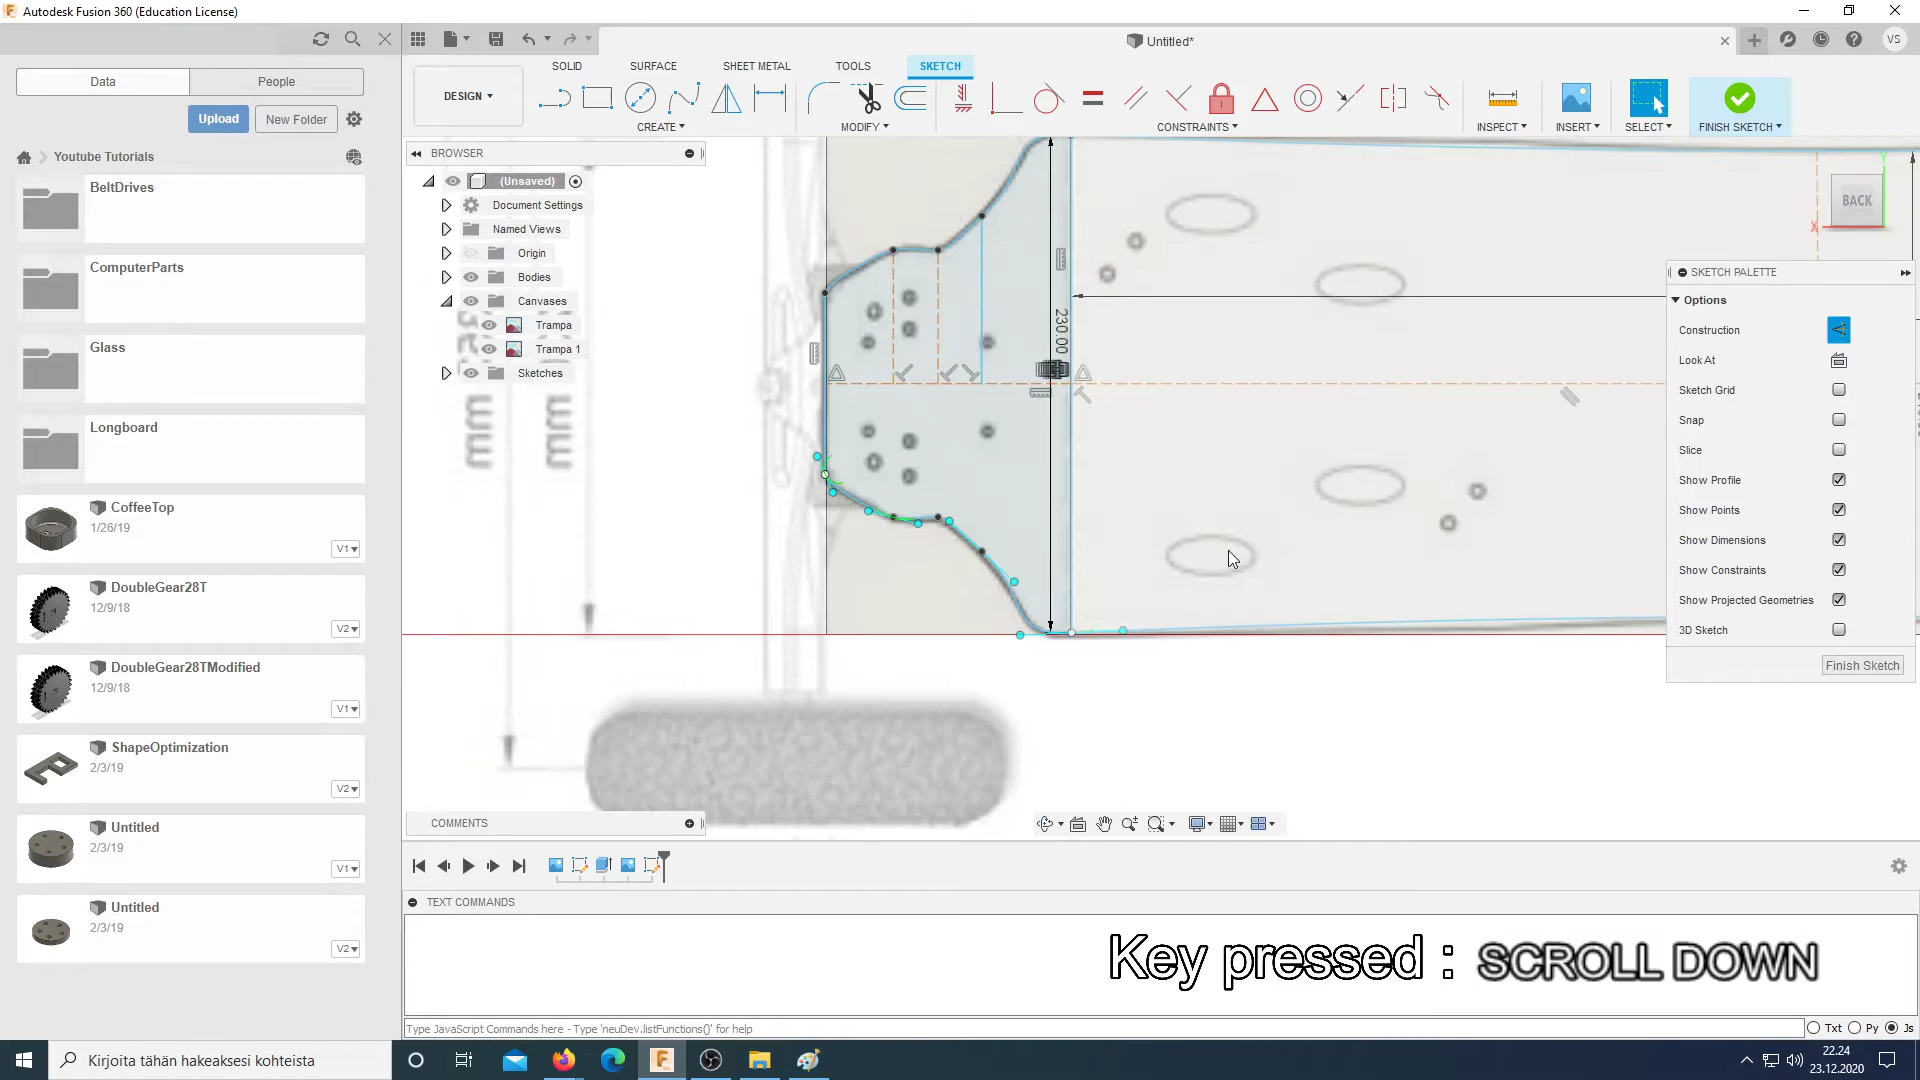 Autodesk Fusion 360 (Education License)
Untitled*
VS
Data
People
Upload
New Folder
Youtube Tutorials
BeltDrives
ComputerParts
Glass
Longboard
CoffeeTop
1/26/19
V1
DoubleGear28T
12/9/18
V2
DoubleGear28TModified
12/9/18
V1
ShapeOptimization
2/3/19
V2
Untitled
2/3/19
V1
Untitled
2/3/19
V2
SOLID
SURFACE
SHEET METAL
TOOLS
SKETCH
DESIGN
CREATE
MODIFY
CONSTRAINTS
INSPECT
INSERT
SELECT
FINISH SKETCH
BROWSER
(Unsaved)
Document Settings
Named Views
Origin
Bodies
Canvases
Trampa
Trampa 1
Sketches
mm
mm
230.00
BACK
X
Y
SKETCH PALETTE
Options
Construction
Look At
Sketch Grid
Snap
Slice
Show Profile
Show Points
Show Dimensions
Show Constraints
Show Projected Geometries
3D Sketch
Finish Sketch
COMMENTS
TEXT COMMANDS
Key pressed : SCROLL DOWN
Type JavaScript Commands here - Type 'neuDev.listFunctions()' for help
Txt
Py
Js
Kirjoita tähän hakeaksesi kohteista
22.24
23.12.2020